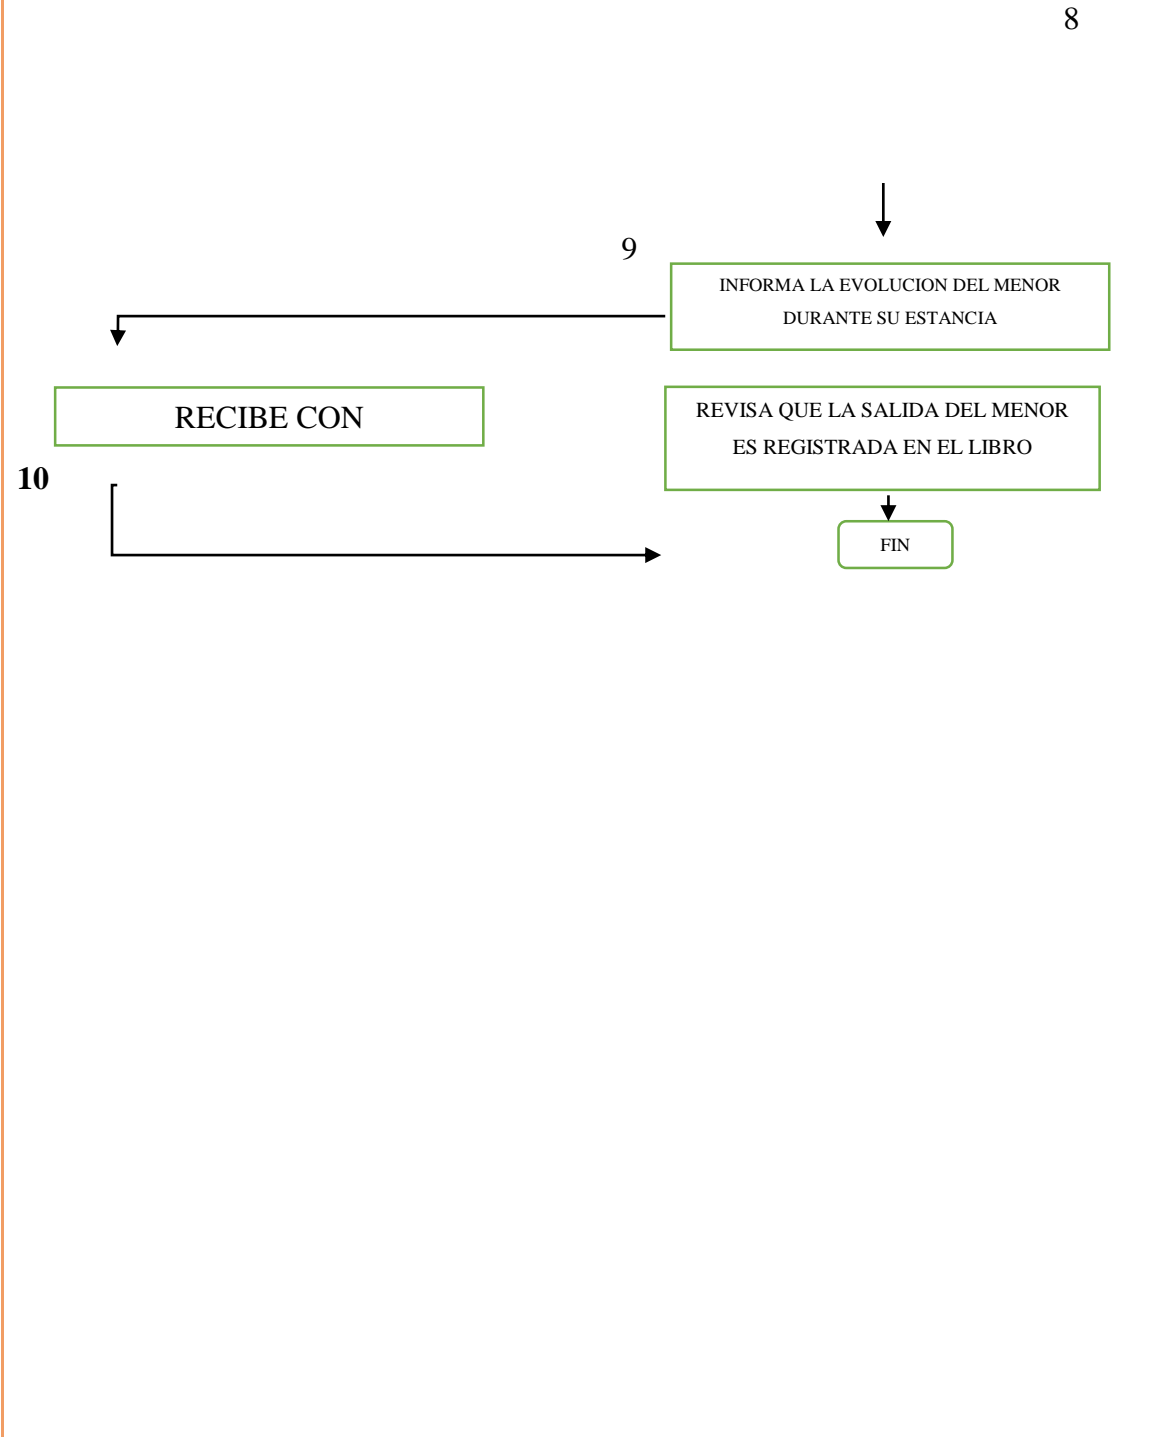 8
9
INFORMA LA EVOLUCION DEL MENOR
DURANTE SU ESTANCIA
RECIBE CON
REVISA QUE LA SALIDA DEL MENOR
ES REGISTRADA EN EL LIBRO
10
FIN